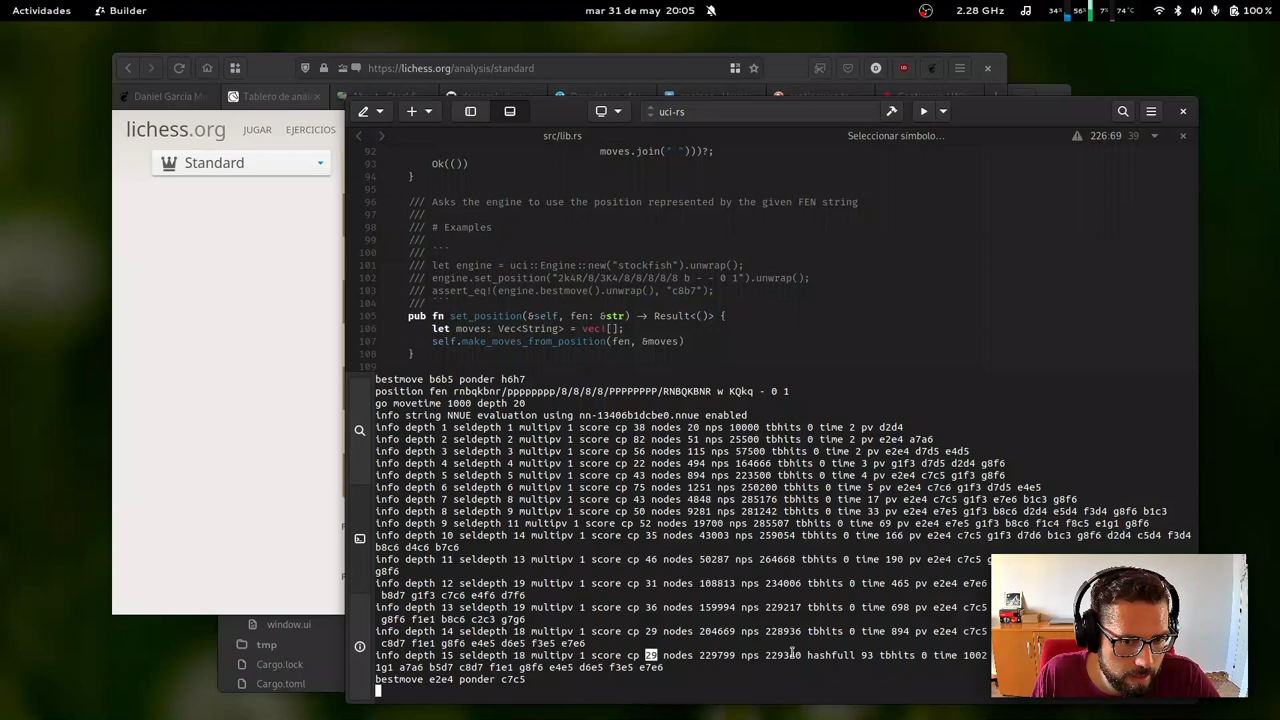 Actividades
Builder
mar 31 de may 20:05
2.28 GHz
34%
56%
7%
74°C
100 %
https://lichess.org/analysis/standard
Daniel García M
Tablero de aná
lichess.org
JUGAR
EJERCICIOS
Standard
uci-rs
src/lib.rs
Seleccionar símbolo…
226:69
39
92 moves.join(" ")))?;
93 Ok(())
94 }
95
96 /// Asks the engine to use the position represented by the given FEN string
97 ///
98 /// # Examples
99 ///
100 /// ```
101 /// let engine = uci::Engine::new("stockfish").unwrap();
102 /// engine.set_position("2k4R/8/3K4/8/8/8/8/8 b - - 0 1").unwrap();
103 /// assert_eq!(engine.bestmove().unwrap(), "c8b7");
104 /// ```
105 pub fn set_position(&self, fen: &str) -> Result<()> {
106 let moves: Vec<String> = vec![];
107 self.make_moves_from_position(fen, &moves)
108 }
109
bestmove b6b5 ponder h6h7
position fen rnbqkbnr/pppppppp/8/8/8/8/PPPPPPPP/RNBQKBNR w KQkq - 0 1
go movetime 1000 depth 20
info string NNUE evaluation using nn-13406b1dcbe0.nnue enabled
info depth 1 seldepth 1 multipv 1 score cp 38 nodes 20 nps 10000 tbhits 0 time 2 pv d2d4
info depth 2 seldepth 2 multipv 1 score cp 82 nodes 51 nps 25500 tbhits 0 time 2 pv e2e4 a7a6
info depth 3 seldepth 3 multipv 1 score cp 56 nodes 115 nps 57500 tbhits 0 time 2 pv e2e4 d7d5 e4d5
info depth 4 seldepth 4 multipv 1 score cp 22 nodes 494 nps 164666 tbhits 0 time 3 pv g1f3 d7d5 d2d4 g8f6
info depth 5 seldepth 5 multipv 1 score cp 43 nodes 894 nps 223500 tbhits 0 time 4 pv e2e4 c7c5 g1f3 g8f6
info depth 6 seldepth 6 multipv 1 score cp 75 nodes 1251 nps 250200 tbhits 0 time 5 pv e2e4 c7c6 g1f3 d7d5 e4e5
info depth 7 seldepth 8 multipv 1 score cp 43 nodes 4848 nps 285176 tbhits 0 time 17 pv e2e4 c7c5 g1f3 e7e6 b1c3 g8f6
info depth 8 seldepth 9 multipv 1 score cp 50 nodes 9281 nps 281242 tbhits 0 time 33 pv e2e4 e7e5 g1f3 b8c6 d2d4 e5d4 f3d4 g8f6 b1c3
info depth 9 seldepth 11 multipv 1 score cp 52 nodes 19700 nps 285507 tbhits 0 time 69 pv e2e4 e7e5 g1f3 b8c6 f1c4 f8c5 e1g1 g8f6
info depth 10 seldepth 14 multipv 1 score cp 35 nodes 43003 nps 259054 tbhits 0 time 166 pv e2e4 c7c5 g1f3 d7d6 b1c3 g8f6 d2d4 c5d4 f3d4
b8c6 d4c6 b7c6
info depth 11 seldepth 13 multipv 1 score cp 46 nodes 50287 nps 264668 tbhits 0 time 190 pv e2e4 c7c5
g8f6
info depth 12 seldepth 19 multipv 1 score cp 31 nodes 108813 nps 234006 tbhits 0 time 465 pv e2e4 e7e6
b8d7 g1f3 c7c6 e4f6 d7f6
info depth 13 seldepth 19 multipv 1 score cp 36 nodes 159994 nps 229217 tbhits 0 time 698 pv e2e4 c7c5
g8f6 f1e1 b8c6 c2c3 g7g6
info depth 14 seldepth 18 multipv 1 score cp 29 nodes 204669 nps 228936 tbhits 0 time 894 pv e2e4 c7c5
c8d7 f1e1 g8f6 e4e5 d6e5 f3e5 e7e6
info depth 15 seldepth 18 multipv 1 score cp 29 nodes 229799 nps 229340 hashfull 93 tbhits 0 time 1002
1g1 a7a6 b5d7 c8d7 f1e1 g8f6 e4e5 d6e5 f3e5 e7e6
bestmove e2e4 ponder c7c5
window.ui
tmp
Cargo.lock
Cargo.toml